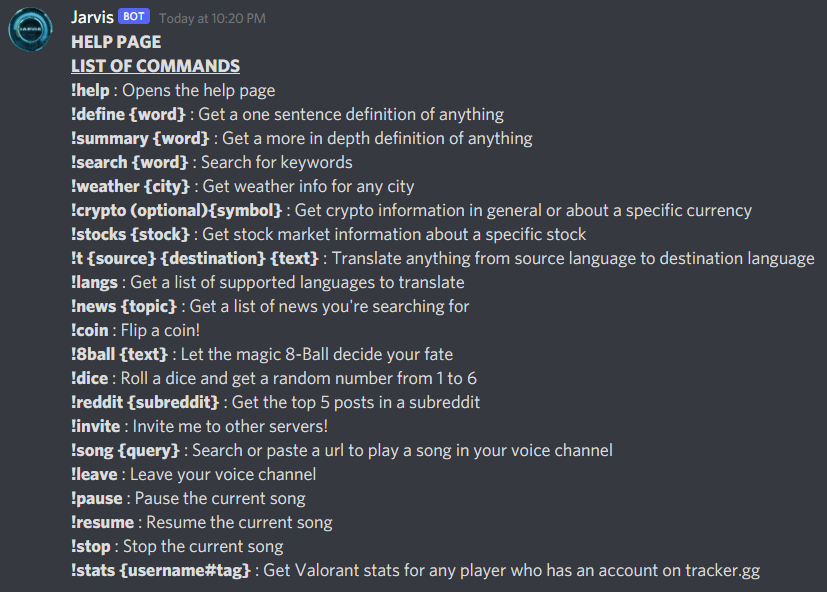 Jarvis BOT Today at 10:20 PM
HELP PAGE
LIST OF COMMANDS
!help : Opens the help page
!define {word} : Get a one sentence definition of anything
!summary {word} : Get a more in depth definition of anything
!search {word} : Search for keywords
!weather {city} : Get weather info for any city
!crypto (optional){symbol} : Get crypto information in general or about a specific currency
!stocks {stock} : Get stock market information about a specific stock
!t {source} {destination} {text} : Translate anything from source language to destination language
!langs : Get a list of supported languages to translate
!news {topic} : Get a list of news you're searching for
!coin : Flip a coin!
!8ball {text} : Let the magic 8-Ball decide your fate
!dice : Roll a dice and get a random number from 1 to 6
!reddit {subreddit} : Get the top 5 posts in a subreddit
!invite : Invite me to other servers!
!song {query} : Search or paste a url to play a song in your voice channel
!leave : Leave your voice channel
!pause : Pause the current song
!resume : Resume the current song
!stop : Stop the current song
!stats {username#tag} : Get Valorant stats for any player who has an account on tracker.gg